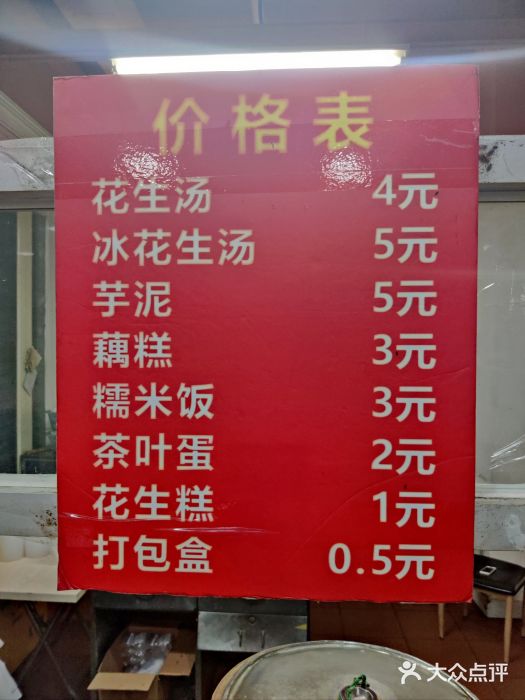 价格表
花生汤 4元
冰花生汤 5元
芋泥 5元
藕糕 3元
糯米饭 3元
茶叶蛋 2元
花生糕 1元
打包盒 0.5元
大众点评